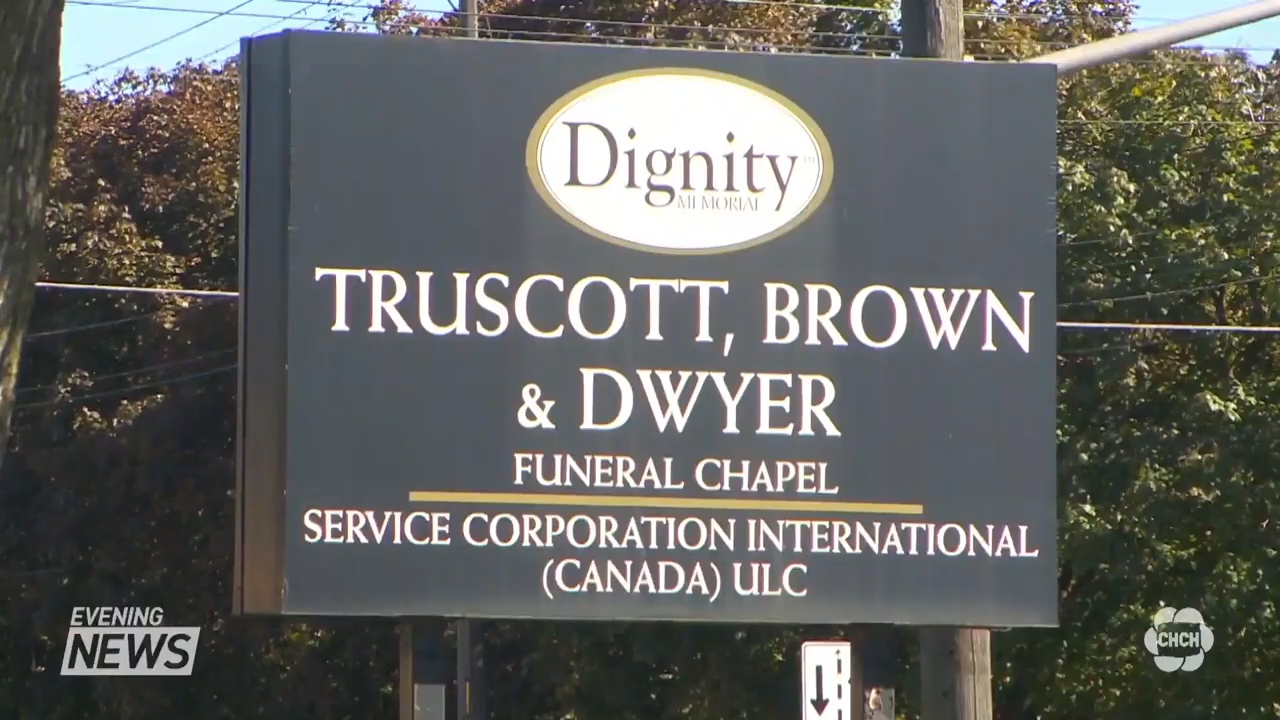 Dignity
MEMORIAL
TRUSCOTT, BROWN
& DWYER
FUNERAL CHAPEL
SERVICE CORPORATION INTERNATIONAL
(CANADA) ULC
EVENING
NEWS
CHCH